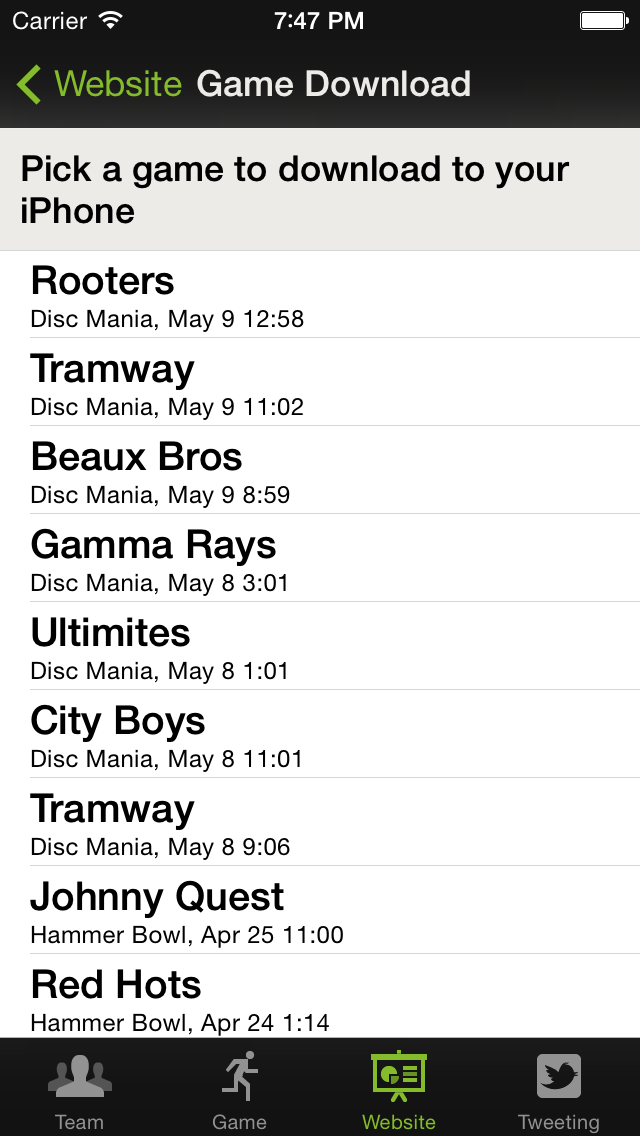 Carrier 7:47 PM
Website Game Download
Pick a game to download to your
iPhone
Rooters
Disc Mania, May 9 12:58
Tramway
Disc Mania, May 9 11:02
Beaux Bros
Disc Mania, May 9 8:59
Gamma Rays
Disc Mania, May 8 3:01
Ultimites
Disc Mania, May 8 1:01
City Boys
Disc Mania, May 8 11:01
Tramway
Disc Mania, May 8 9:06
Johnny Quest
Hammer Bowl, Apr 25 11:00
Red Hots
Hammer Bowl, Apr 24 1:14
Team Game Website Tweeting